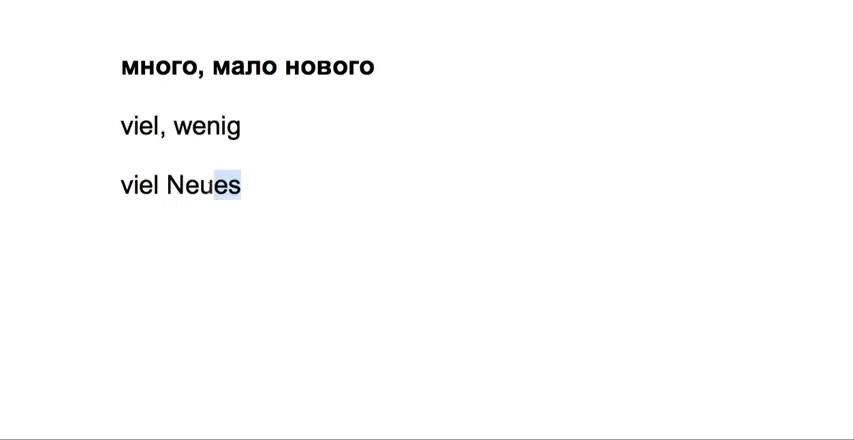 много, мало нового
viel, wenig
viel Neues